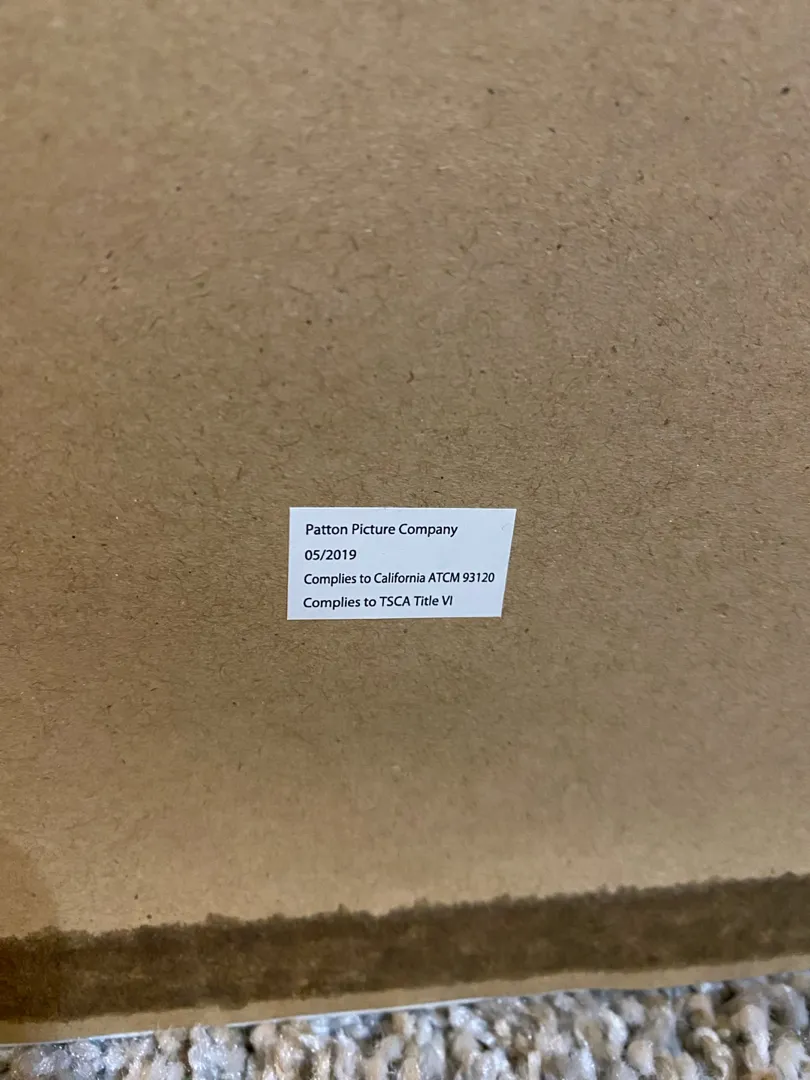 Patton Picture Company
05/2019
Complies to California ATCM 93120
Complies to TSCA Title VI